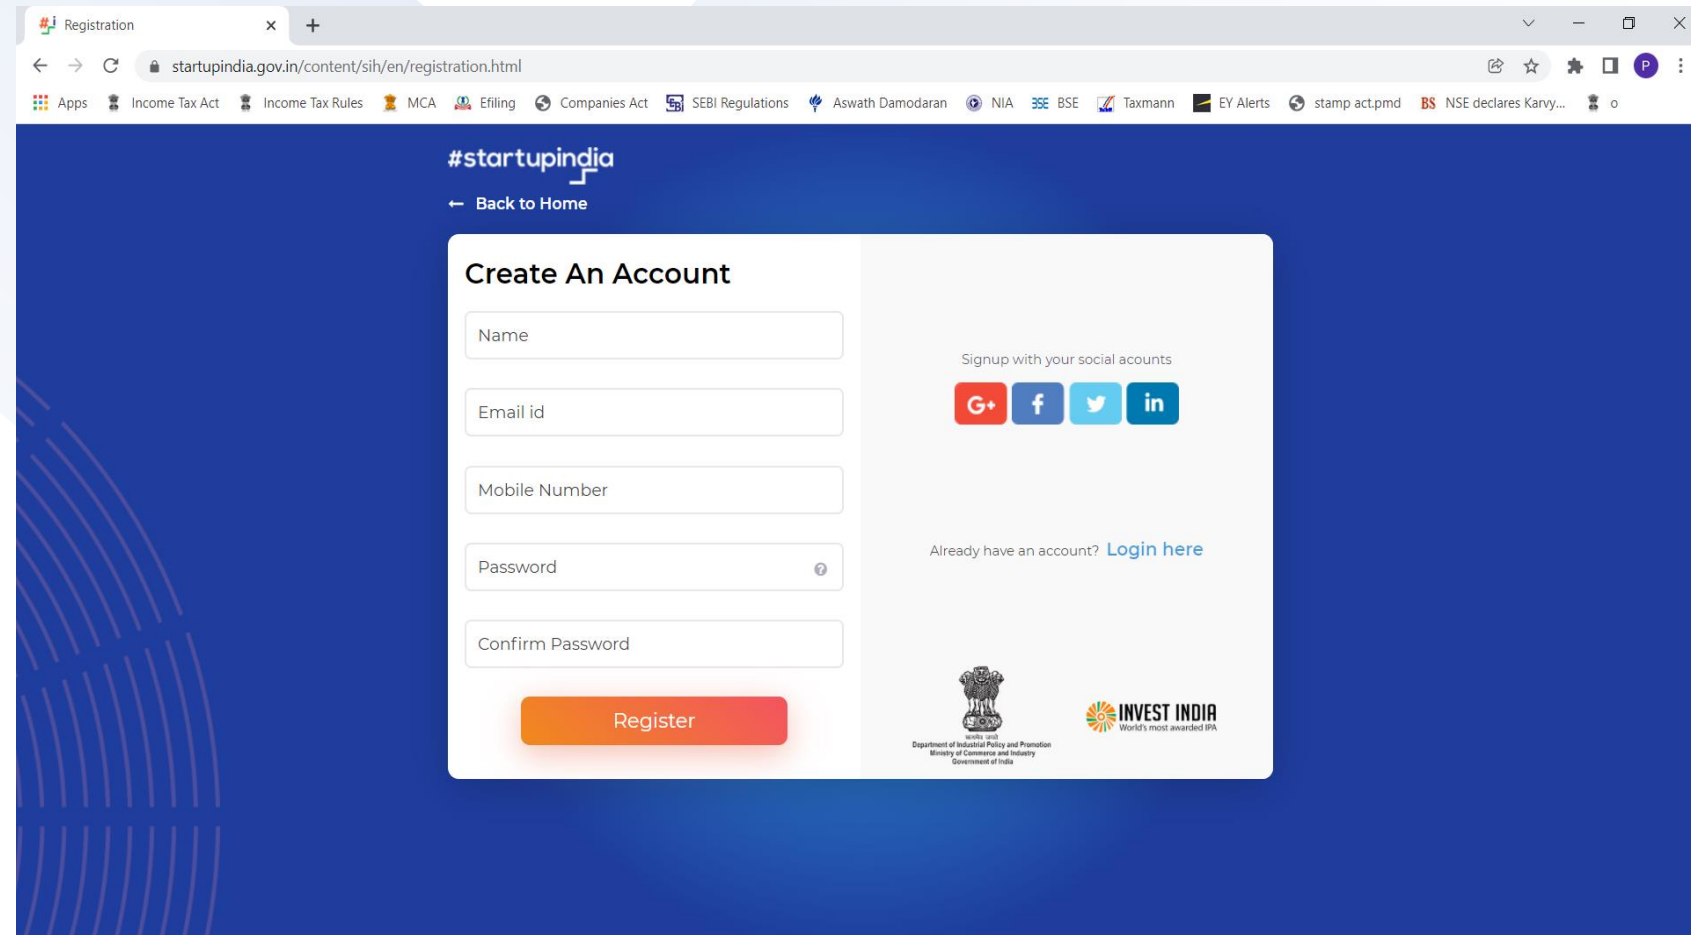 Registration
startupindia.gov.in/content/sih/en/registration.html
P
Apps Income Tax Act Income Tax Rules MCA Efiling Companies Act SEBI Regulations Aswath Damodaran NIA BSE BSE Taxmann EY Alerts stamp act.pmd BS NSE declares Karvy... o
#startupindia
← Back to Home
Create An Account
Name
Email id
Mobile Number
Password
Confirm Password
Register
Signup with your social acounts
G+ f in
Already have an account? Login here
सत्यमेव जयते
Department of Industrial Policy and Promotion
Ministry of Commerce and Industry
Government of India
INVEST INDIA
World's most awarded IPA